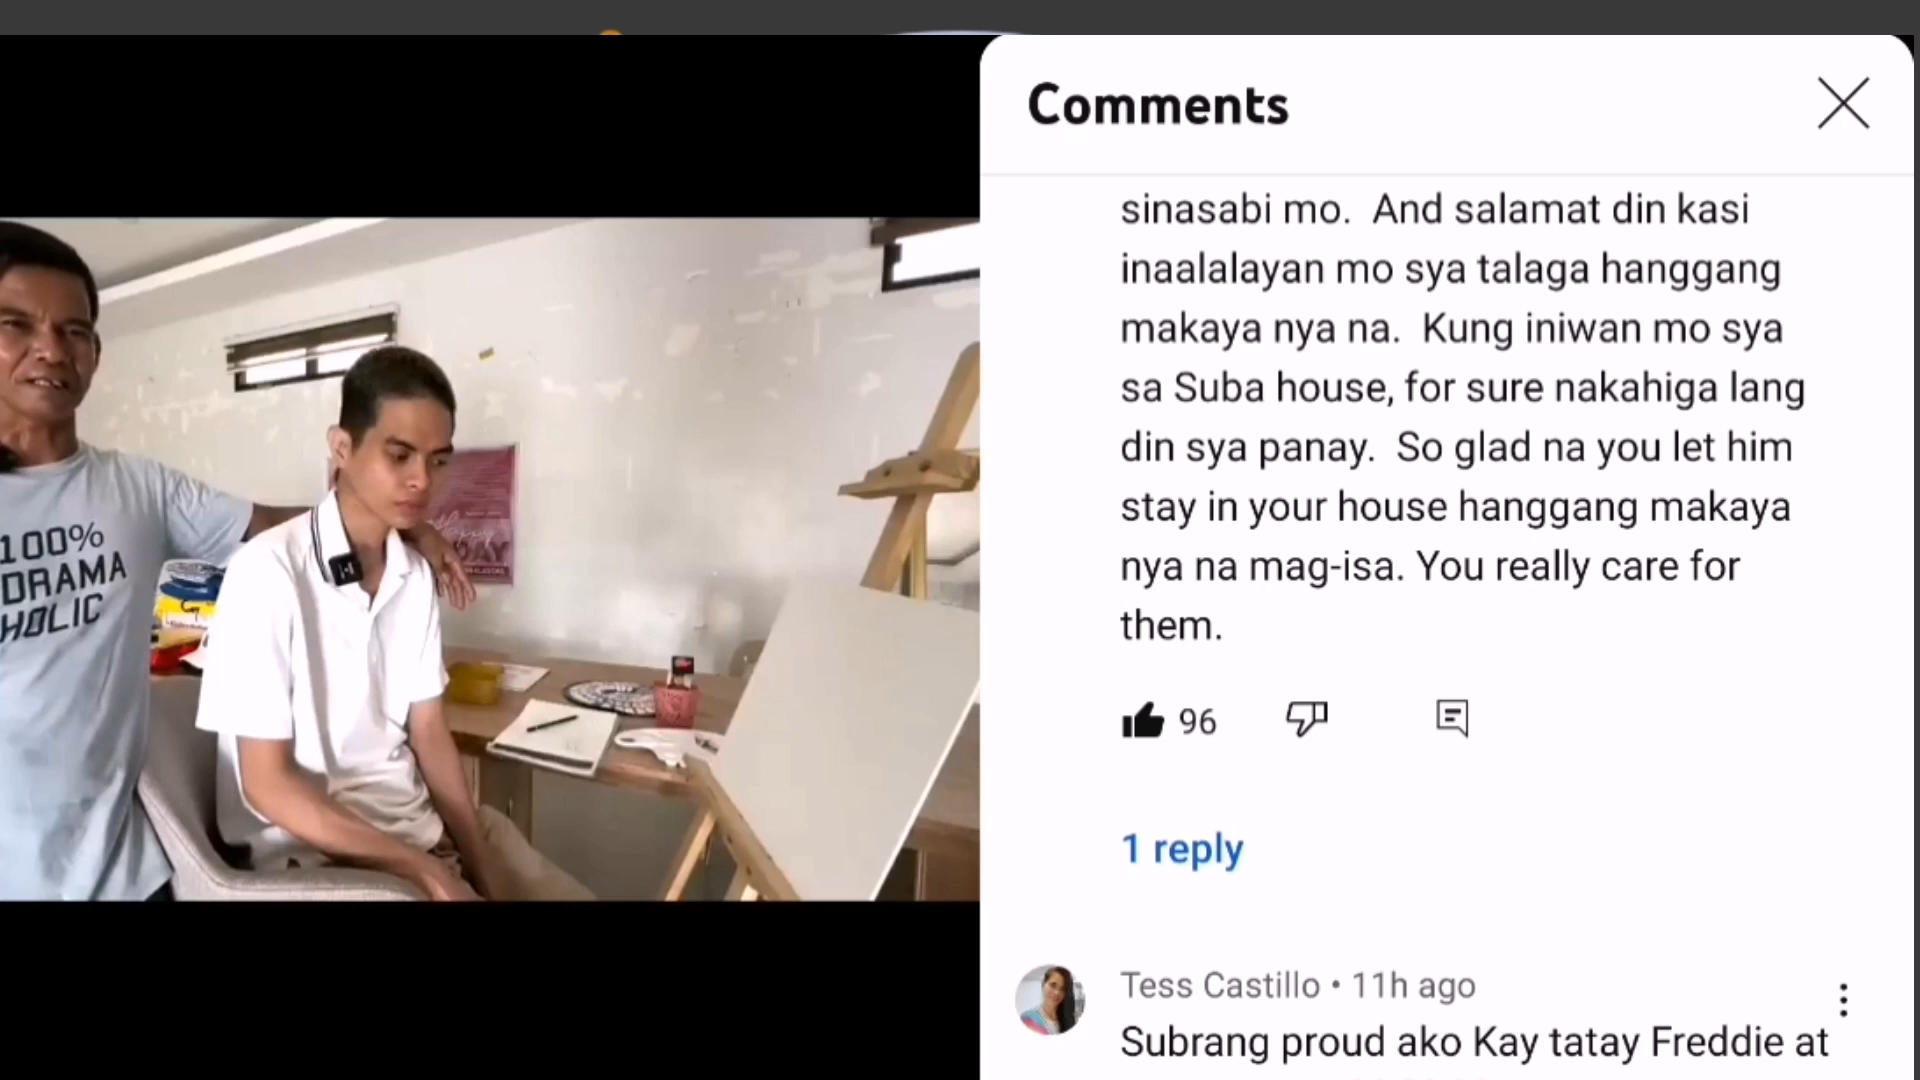 Comments
sinasabi mo. And salamat din kasi
inaalalayan mo sya talaga hanggang
makaya nya na. Kung iniwan mo sya
sa Suba house, for sure nakahiga lang
din sya panay. So glad na you let him
stay in your house hanggang makaya
nya na mag-isa. You really care for
them.
96
1 reply
Tess Castillo • 11h ago
Subrang proud ako Kay tatay Freddie at
100%
DRAMA
HOLIC